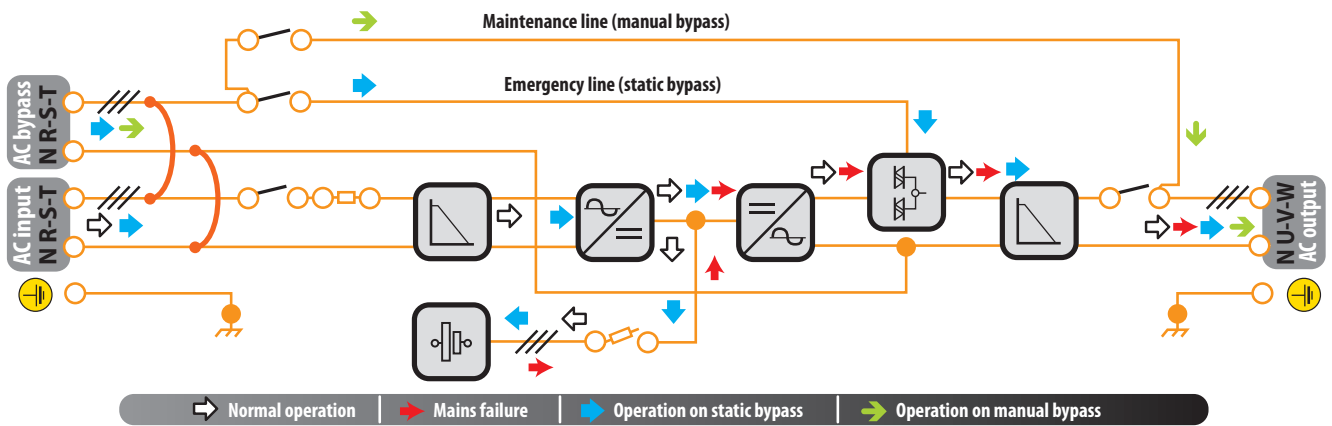 Maintenance line (manual bypass)
Emergency line (static bypass)
AC bypass
N R-S-T
AC input
N R-S-T
N U-V-W
AC output
Normal operation
Mains failure
Operation on static bypass
Operation on manual bypass